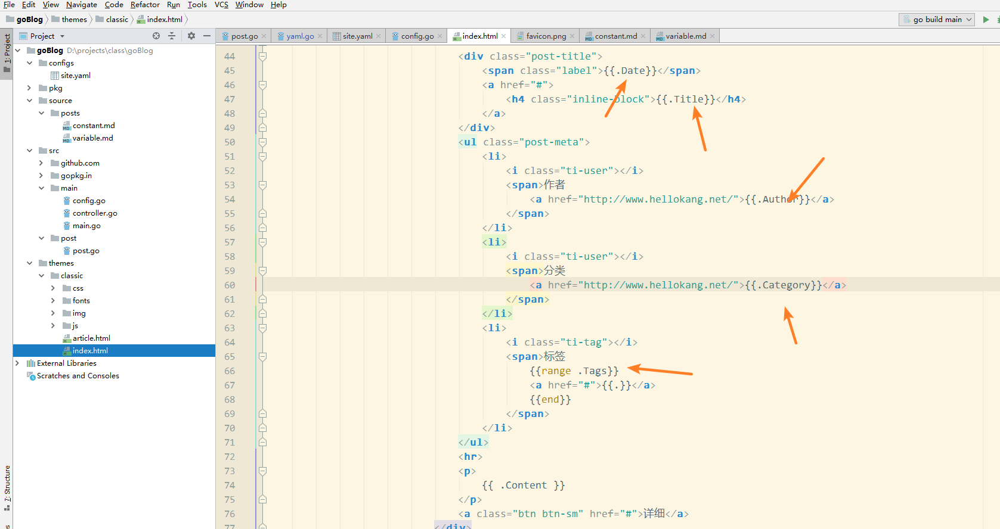 File Edit View Navigate Code Refactor Run Tools VCS Window Help
goBlog themes classic index.html go build main
1: Project
Project
post.go yaml.go site.yaml config.go index.html favicon.png constant.md variable.md
goBlog D:\projects\class\goBlog
configs
site.yaml
pkg
source
posts
constant.md
variable.md
src
github.com
gopkg.in
main
config.go
controller.go
main.go
post
post.go
themes
classic
css
fonts
img
js
article.html
index.html
External Libraries
Scratches and Consoles
7: Structure
44 <div class="post-title">
45 <span class="label">{{.Date}}</span>
46 <a href="#">
47 <h4 class="inline-block">{{.Title}}</h4>
48 </a>
49 </div>
50 <ul class="post-meta">
51 <li>
52 <i class="ti-user"></i>
53 <span>作者
54 <a href="http://www.hellokang.net/">{{.Author}}</a>
55 </span>
56 </li>
57 <li>
58 <i class="ti-user"></i>
59 <span>分类
60 <a href="http://www.hellokang.net/">{{.Category}}</a>
61 </span>
62 </li>
63 <li>
64 <i class="ti-tag"></i>
65 <span>标签
66 {{range .Tags}}
67 <a href="#">{{.}}</a>
68 {{end}}
69 </span>
70 </li>
71 </ul>
72 <hr>
73 <p>
74 {{ .Content }}
75 </p>
76 <a class="btn btn-sm" href="#">详细</a>
77 </div>